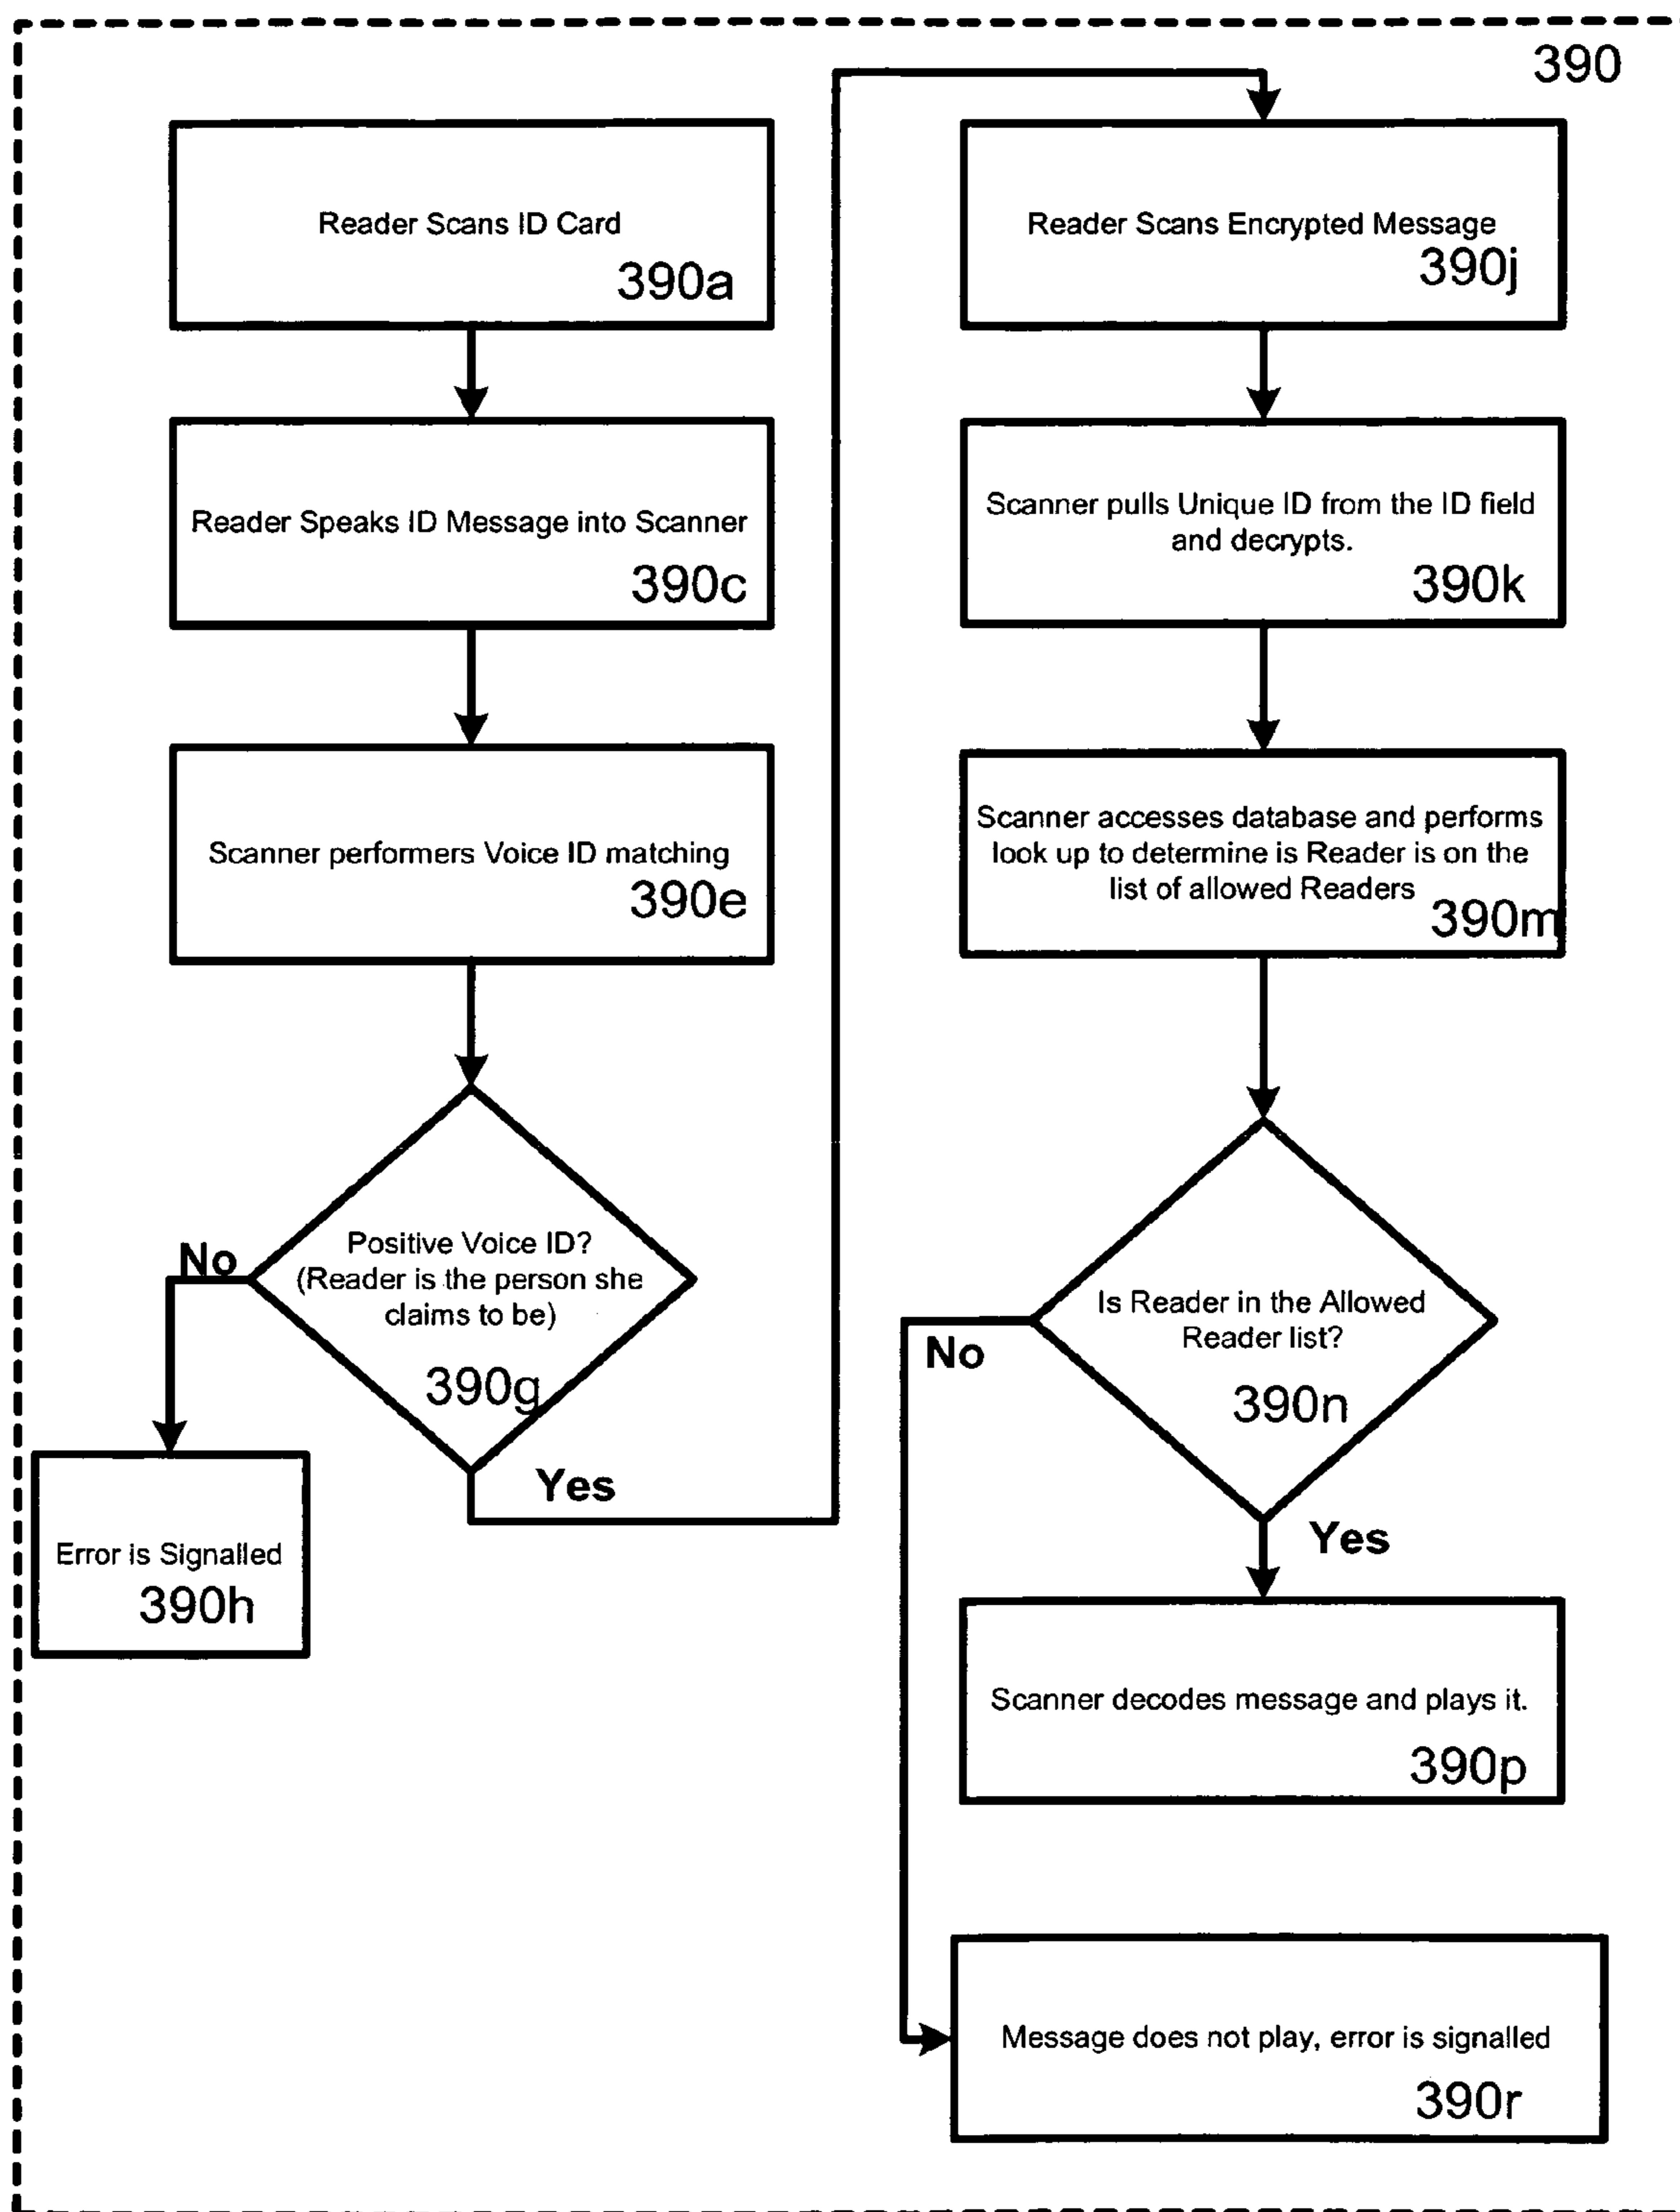 390
Reader Scans ID Card
390a
Reader Speaks ID Message into Scanner
390c
Scanner performers Voice ID matching
390e
Positive Voice ID?
(Reader is the person she
claims to be)
390g
No
Yes
Error is Signalled
390h
Reader Scans Encrypted Message
390j
Scanner pulls Unique ID from the ID field
and decrypts.
390k
Scanner accesses database and performs
look up to determine is Reader is on the
list of allowed Readers
390m
Is Reader in the Allowed
Reader list?
390n
No
Yes
Scanner decodes message and plays it.
390p
Message does not play, error is signalled
390r